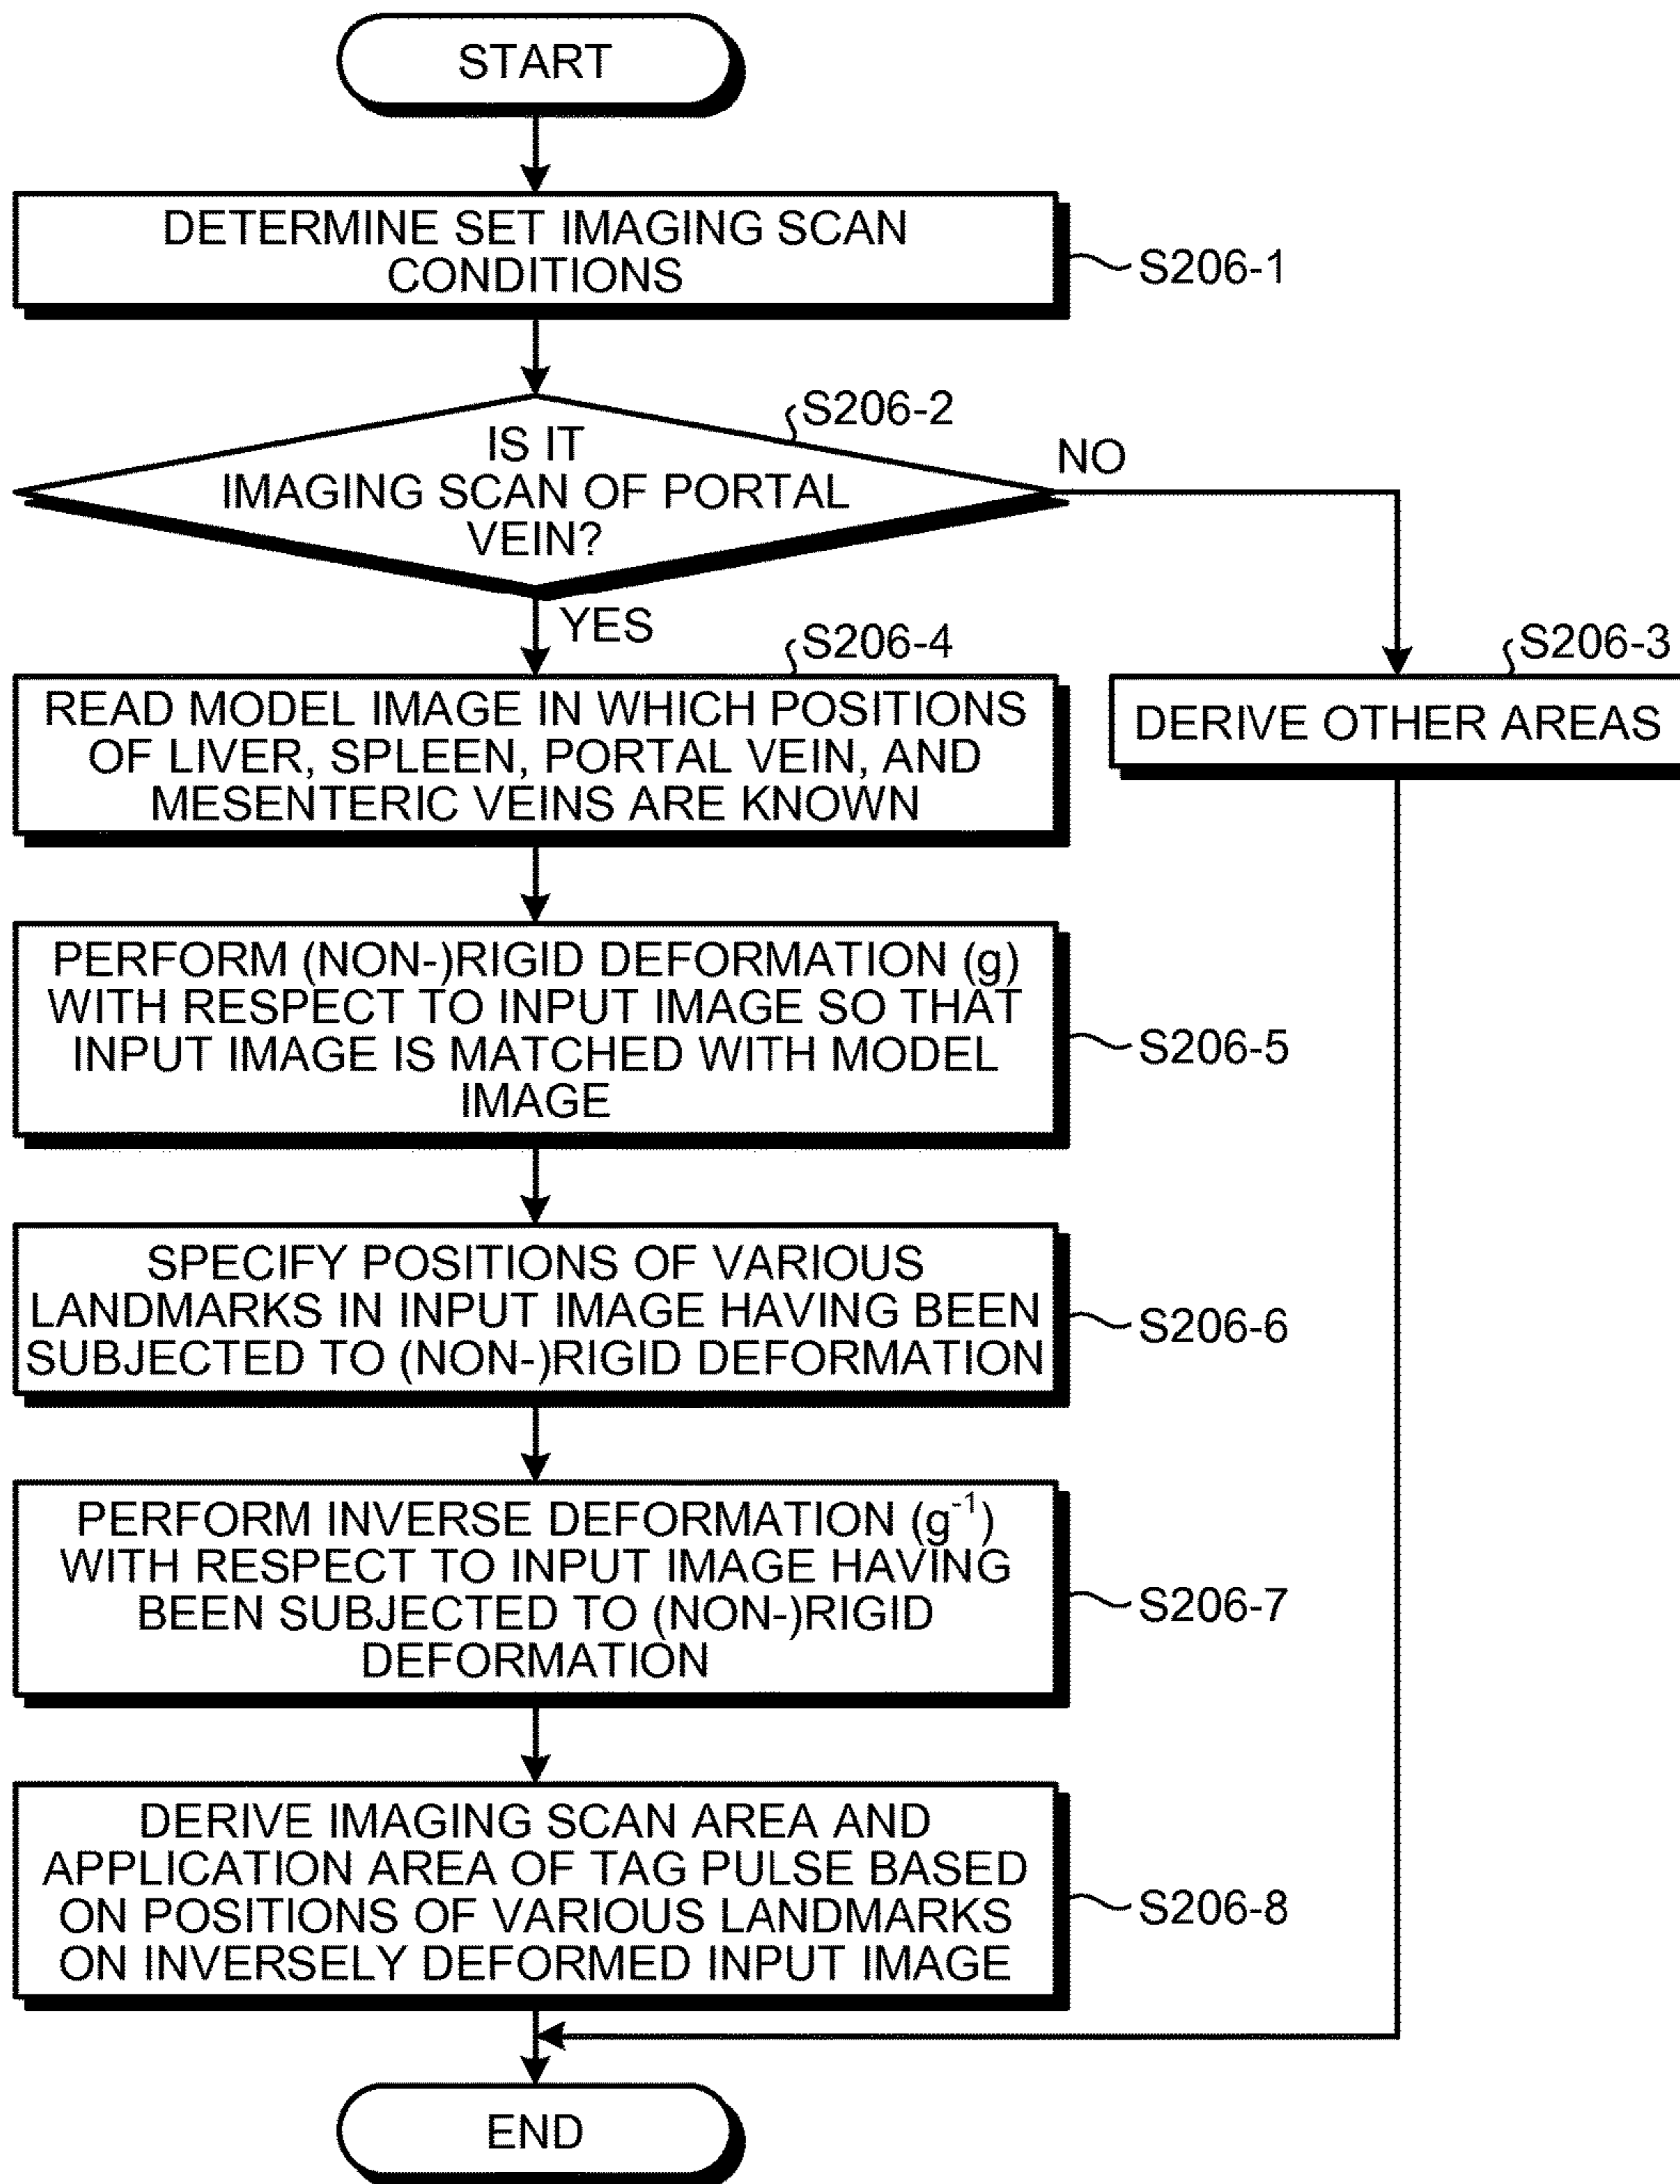 START
DETERMINE SET IMAGING SCAN
CONDITIONS
S206-1
S206-2
IS IT
IMAGING SCAN OF PORTAL
VEIN?
NO
YES
S206-4
S206-3
READ MODEL IMAGE IN WHICH POSITIONS
OF LIVER, SPLEEN, PORTAL VEIN, AND
MESENTERIC VEINS ARE KNOWN
DERIVE OTHER AREAS
PERFORM (NON-)RIGID DEFORMATION (g)
WITH RESPECT TO INPUT IMAGE SO THAT
INPUT IMAGE IS MATCHED WITH MODEL
IMAGE
S206-5
SPECIFY POSITIONS OF VARIOUS
LANDMARKS IN INPUT IMAGE HAVING BEEN
SUBJECTED TO (NON-)RIGID DEFORMATION
S206-6
PERFORM INVERSE DEFORMATION (g⁻¹)
WITH RESPECT TO INPUT IMAGE HAVING
BEEN SUBJECTED TO (NON-)RIGID
DEFORMATION
S206-7
DERIVE IMAGING SCAN AREA AND
APPLICATION AREA OF TAG PULSE BASED
ON POSITIONS OF VARIOUS LANDMARKS
ON INVERSELY DEFORMED INPUT IMAGE
S206-8
END